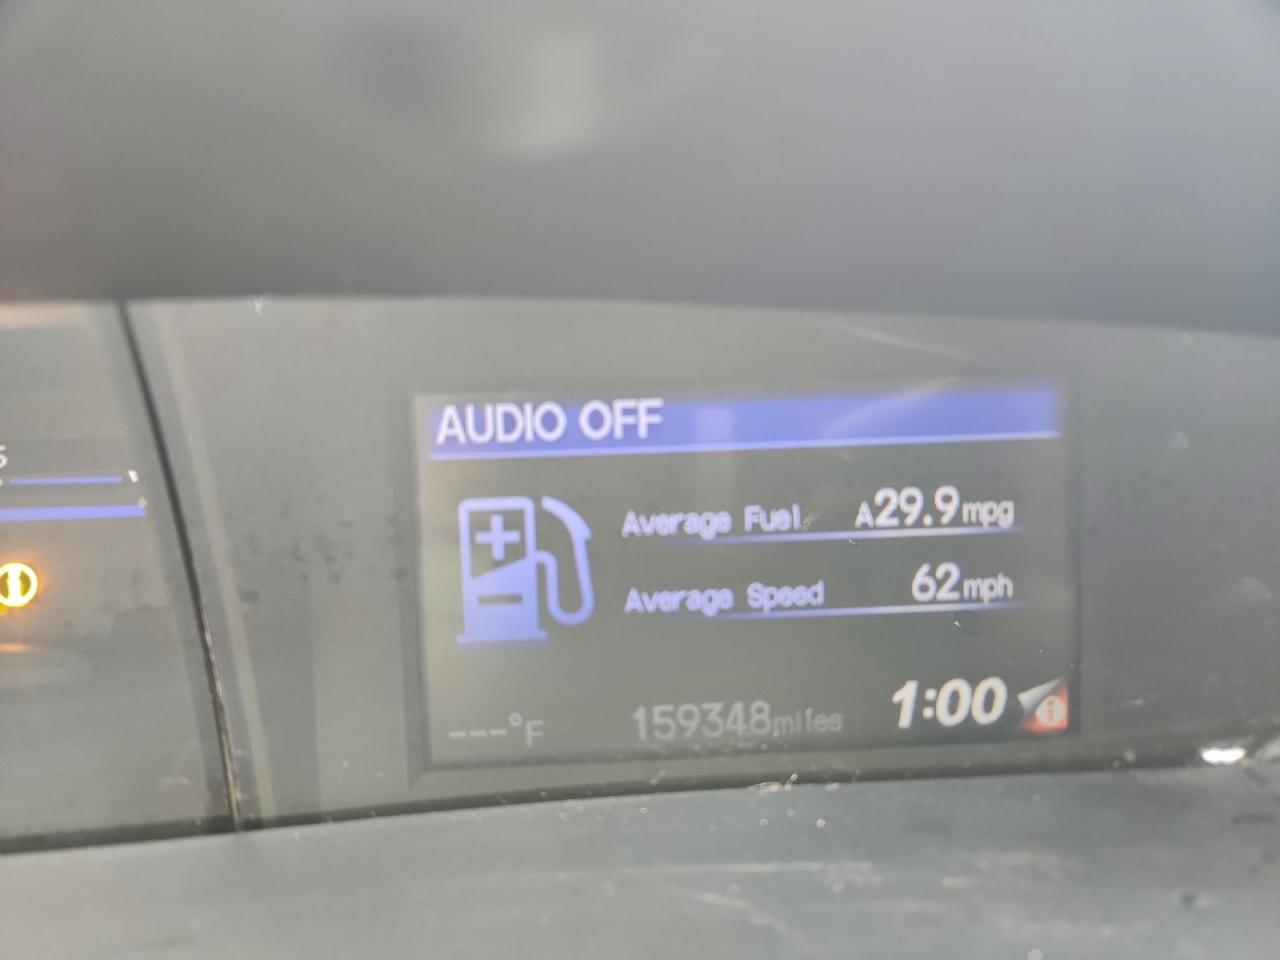 AUDIO OFF
Average Fuel A29.9mpg
Average Speed 62mph
---°F 159348miles 1:00